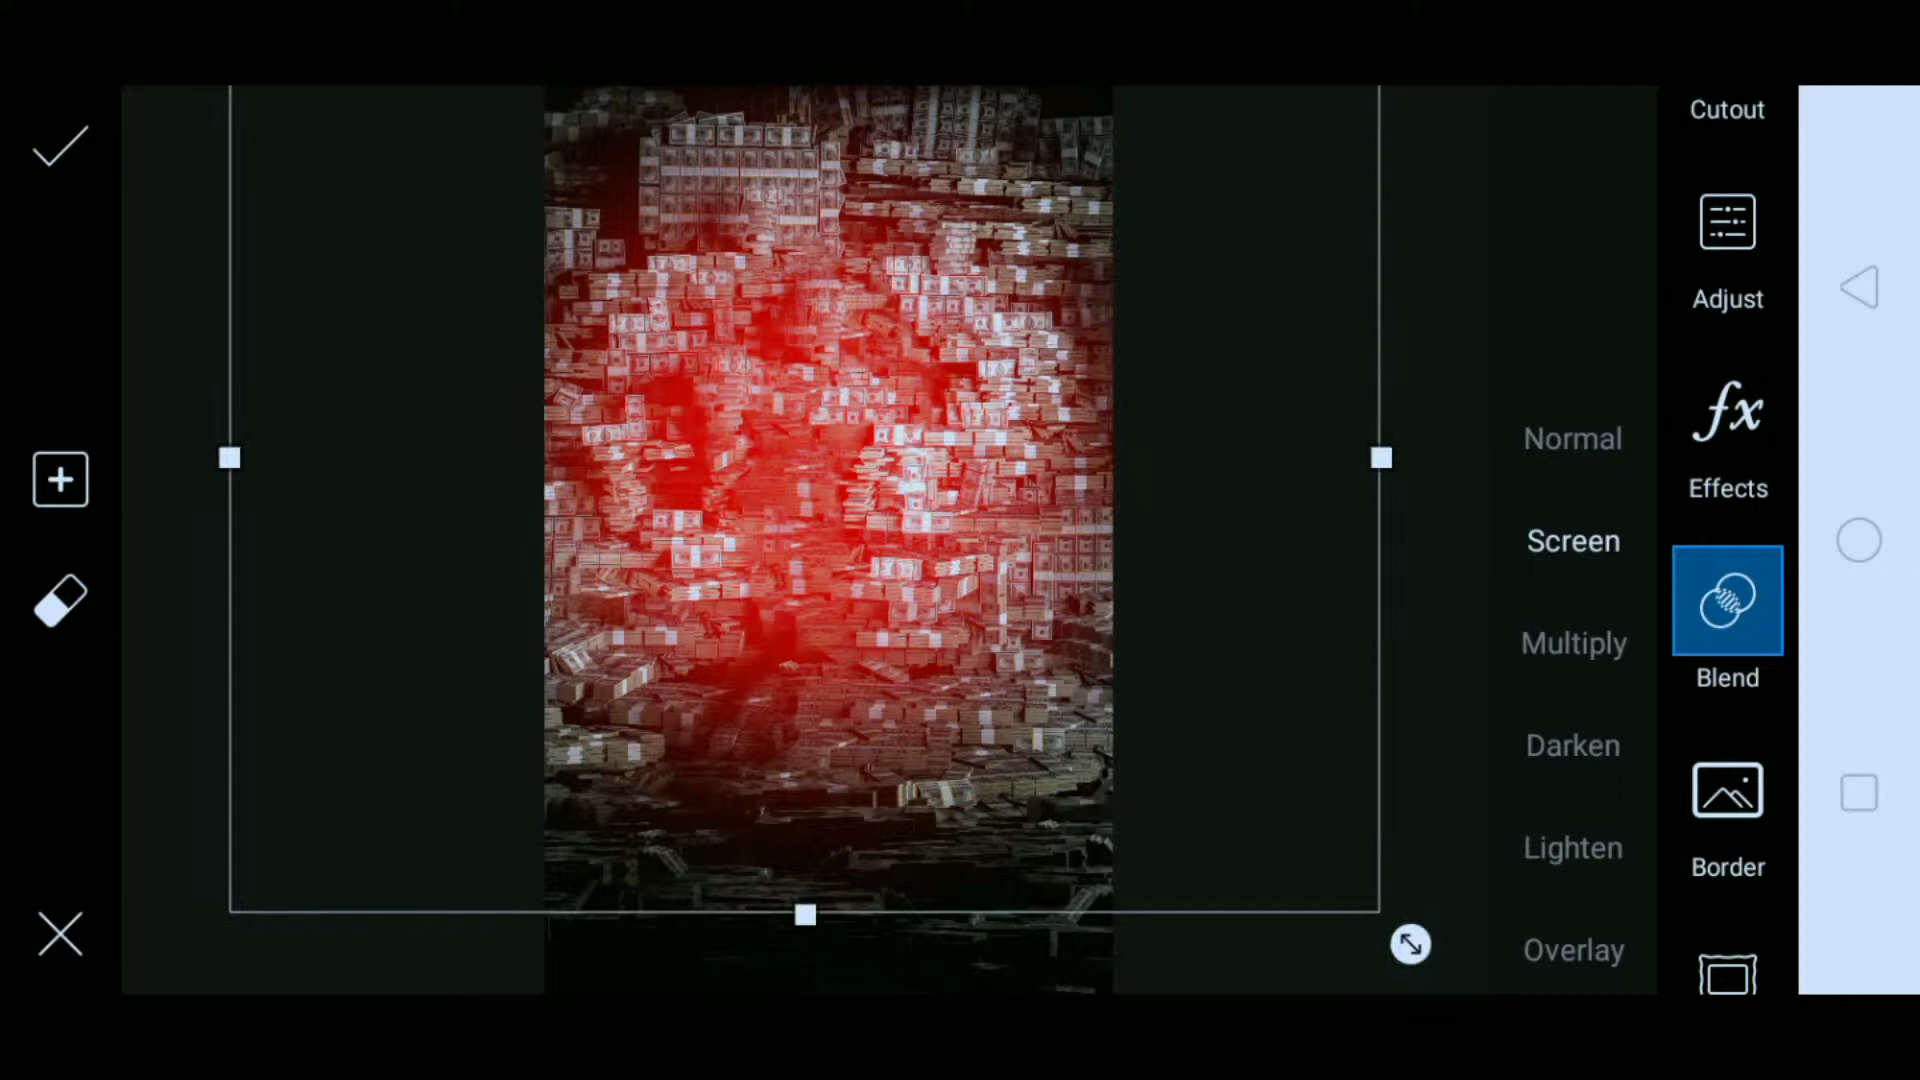 Cutout
Adjust
fx
Effects
Normal
Screen
Multiply
Blend
Darken
Lighten
Border
Overlay